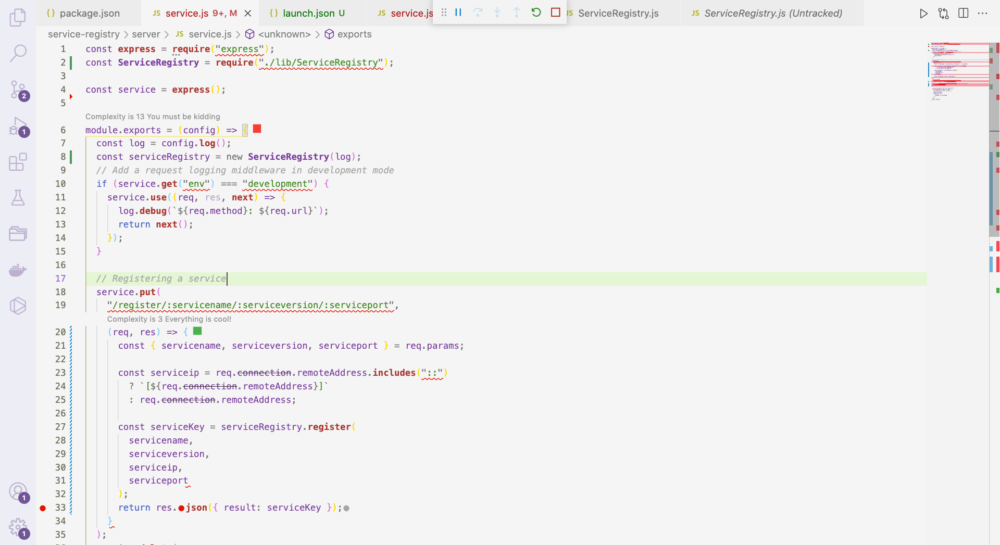 {} package.json
JS service.js 9+, M
{} launch.json U
JS service.js
JS ServiceRegistry.js
JS ServiceRegistry.js (Untracked)
service-registry > server > JS service.js > <unknown> > exports
1 const express = require("express");
2 const ServiceRegistry = require("./lib/ServiceRegistry");
3
4 const service = express();
5
Complexity is 13 You must be kidding
6 module.exports = (config) => {
7 const log = config.log();
8 const serviceRegistry = new ServiceRegistry(log);
9 // Add a request logging middleware in development mode
10 if (service.get("env") === "development") {
11 service.use((req, res, next) => {
12 log.debug(`${req.method}: ${req.url}`);
13 return next();
14 });
15 }
16
17 // Registering a service
18 service.put(
19 "/register/:servicename/:serviceversion/:serviceport",
Complexity is 3 Everything is cool!
20 (req, res) => {
21 const { servicename, serviceversion, serviceport } = req.params;
22
23 const serviceip = req.connection.remoteAddress.includes("::")
24 ? `[${req.connection.remoteAddress}]`
25 : req.connection.remoteAddress;
26
27 const serviceKey = serviceRegistry.register(
28 servicename,
29 serviceversion,
30 serviceip,
31 serviceport
32 );
33 return res.json({ result: serviceKey });
34 }
35 );
2
1
1
1